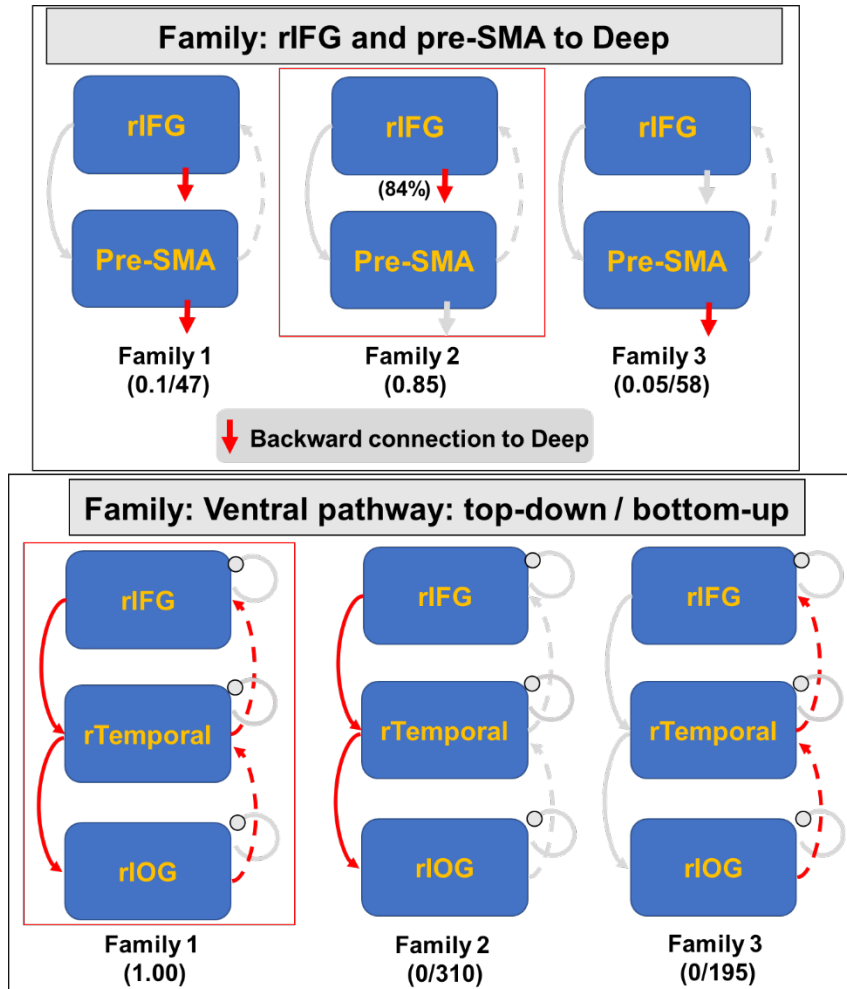 Family: rIFG and pre-SMA to Deep
rIFG
Pre-SMA
Family 1
(0.1/47)
rIFG
(84%)
Pre-SMA
Family 2
(0.85)
rIFG
Pre-SMA
Family 3
(0.05/58)
Backward connection to Deep
Family: Ventral pathway: top-down / bottom-up
rIFG
rTemporal
rIOG
Family 1
(1.00)
rIFG
rTemporal
rIOG
Family 2
(0/310)
rIFG
rTemporal
rIOG
Family 3
(0/195)